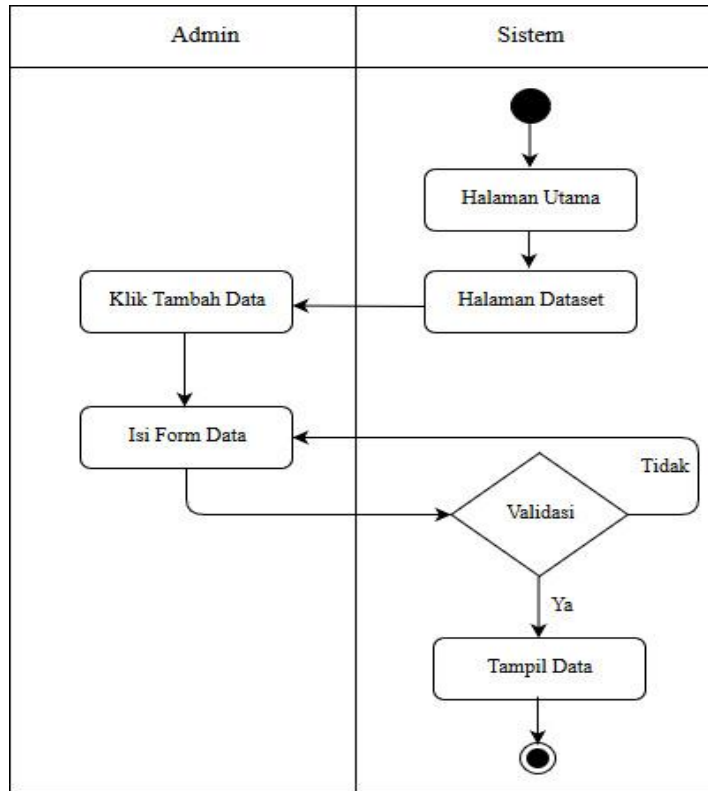 Admin
Sistem
Halaman Utama
Klik Tambah Data
Halaman Dataset
Isi Form Data
Tidak
Validasi
Ya
Tampil Data